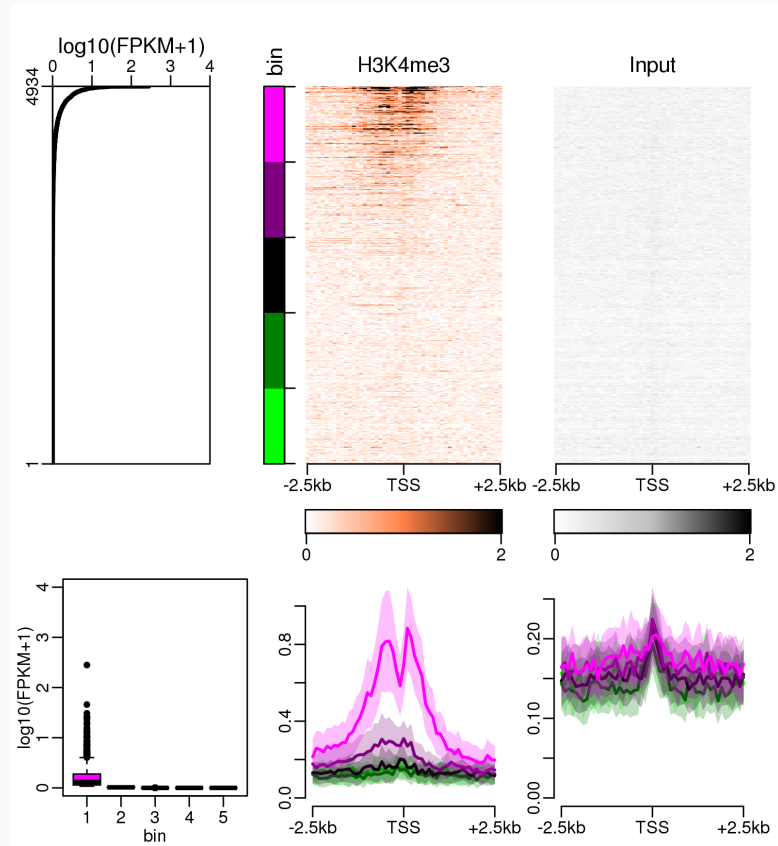 log10(FPKM+1)
0 1 2 3 4
4934
1
bin
H3K4me3
Input
-2.5kb TSS +2.5kb
-2.5kb TSS +2.5kb
0 2
0 2
log10(FPKM+1)
4
3
2
1
0
1 2 3 4 5
bin
0.8
0.4
0.0
-2.5kb TSS +2.5kb
0.20
0.10
0.00
-2.5kb TSS +2.5kb